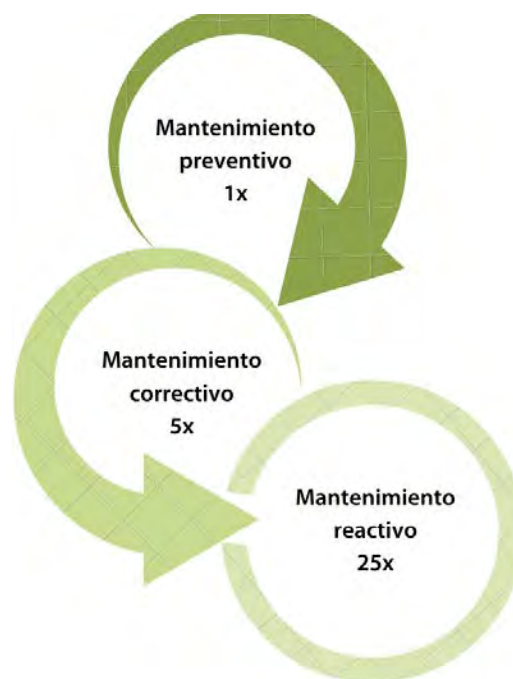 Mantenimiento
preventivo
1x
Mantenimiento
correctivo
5x
Mantenimiento
reactivo
25x